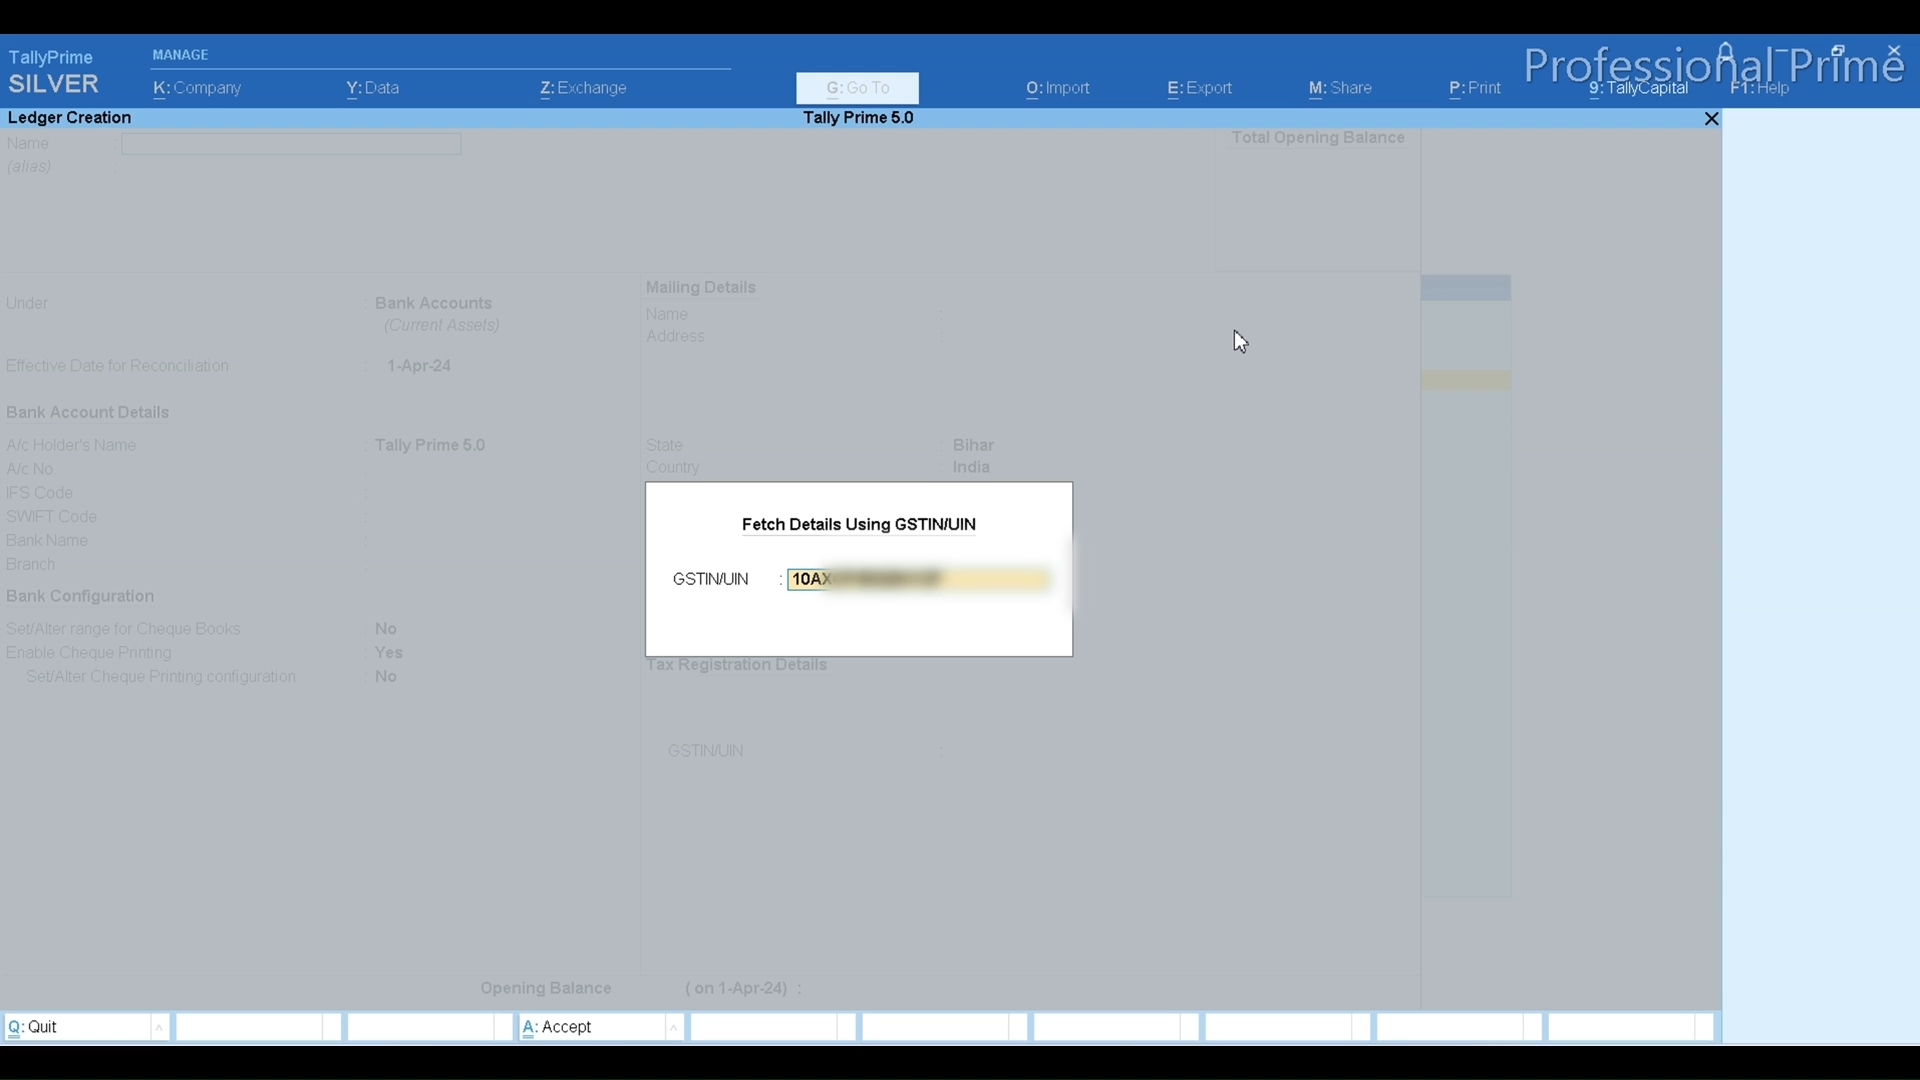 TallyPrime
SILVER
MANAGE
K: Company
Y: Data
Z: Exchange
G: Go To
O: Import
E: Export
M: Share
P: Print
9: TallyCapital
F1: Help
Professional Prime
Ledger Creation
Tally Prime 5.0
Name :
(alias) :
Total Opening Balance
Under : Bank Accounts
(Current Assets)
Effective Date for Reconciliation : 1-Apr-24
Bank Account Details
A/c Holder's Name : Tally Prime 5.0
A/c No.
IFS Code :
SWIFT Code :
Bank Name :
Branch
Bank Configuration
Set/Alter range for Cheque Books No
Enable Cheque Printing : Yes
Set/Alter Cheque Printing configuration : No
Mailing Details
Name :
Address :
State : Bihar
Country India
Fetch Details Using GSTIN/UIN
GSTIN/UIN : 10AX
Tax Registration Details
GSTIN/UIN :
Opening Balance ( on 1-Apr-24) :
Q: Quit
A: Accept